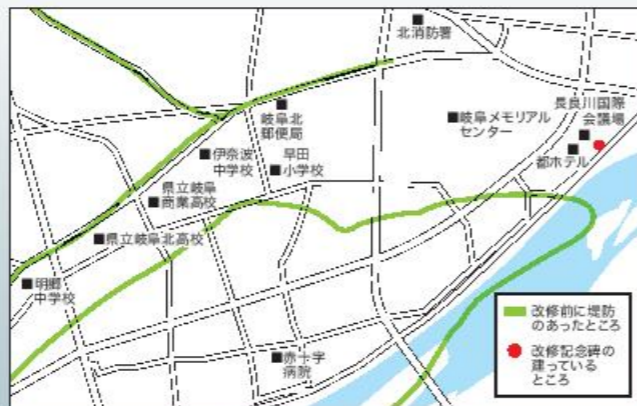 北消防署
長良川国際
会議場
岐阜メモリアル
センター
都ホテル
岐阜北
郵便局
伊奈波
中学校
早田
小学校
県立岐阜
商業高校
県立岐阜北高校
明郷
中学校
赤十字
病院
改修前に堤防
のあったところ
改修記念碑の
建っている
ところ